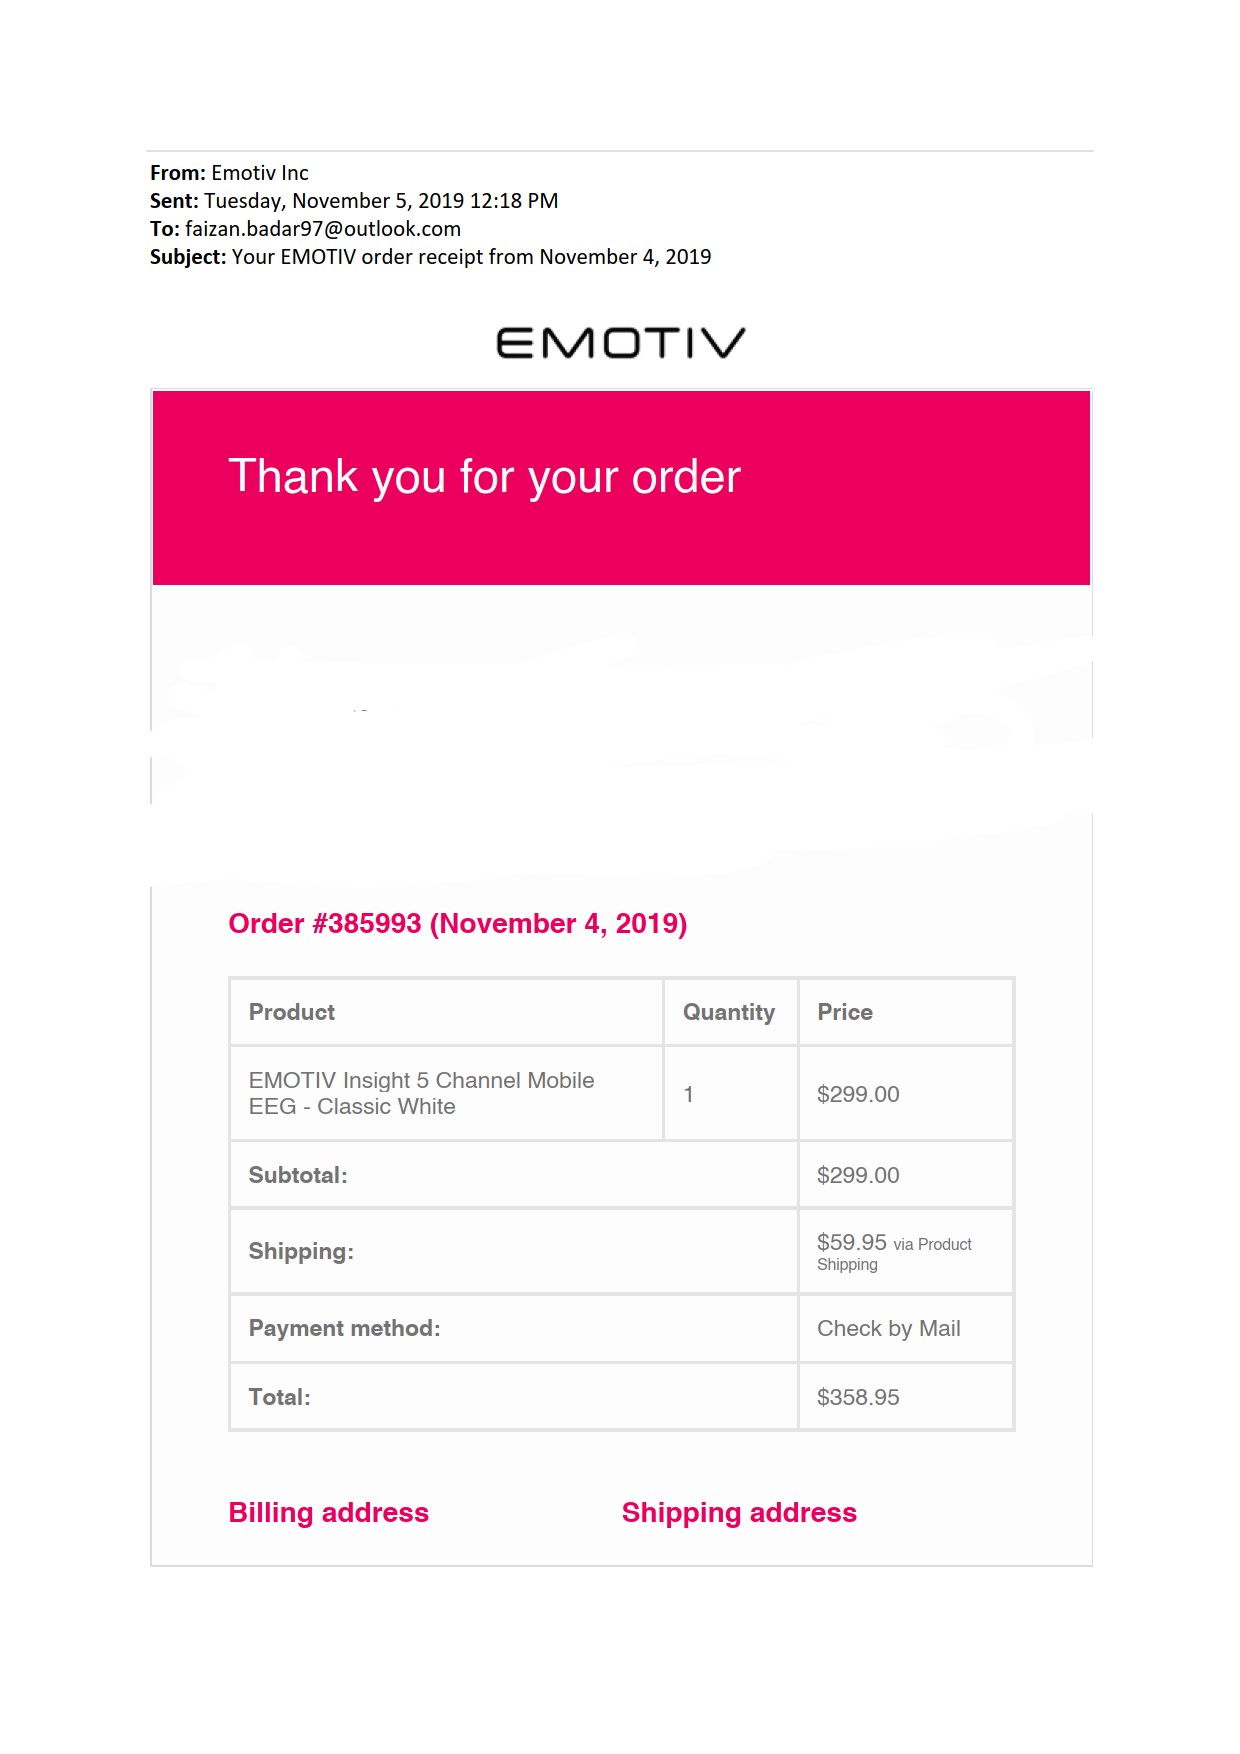 From: Emotiv Inc
Sent: Tuesday, November 5, 2019 12:18 PM
To: faizan.badar97@outlook.com
Subject: Your EMOTIV order receipt from November 4, 2019
EMOTIV
Thank you for your order
Order #385993 (November 4, 2019)
Product Quantity Price
EMOTIV Insight 5 Channel Mobile
EEG - Classic White 1 $299.00
Subtotal: $299.00
Shipping: $59.95 via Product
Shipping
Payment method: Check by Mail
Total: $358.95
Billing address Shipping address